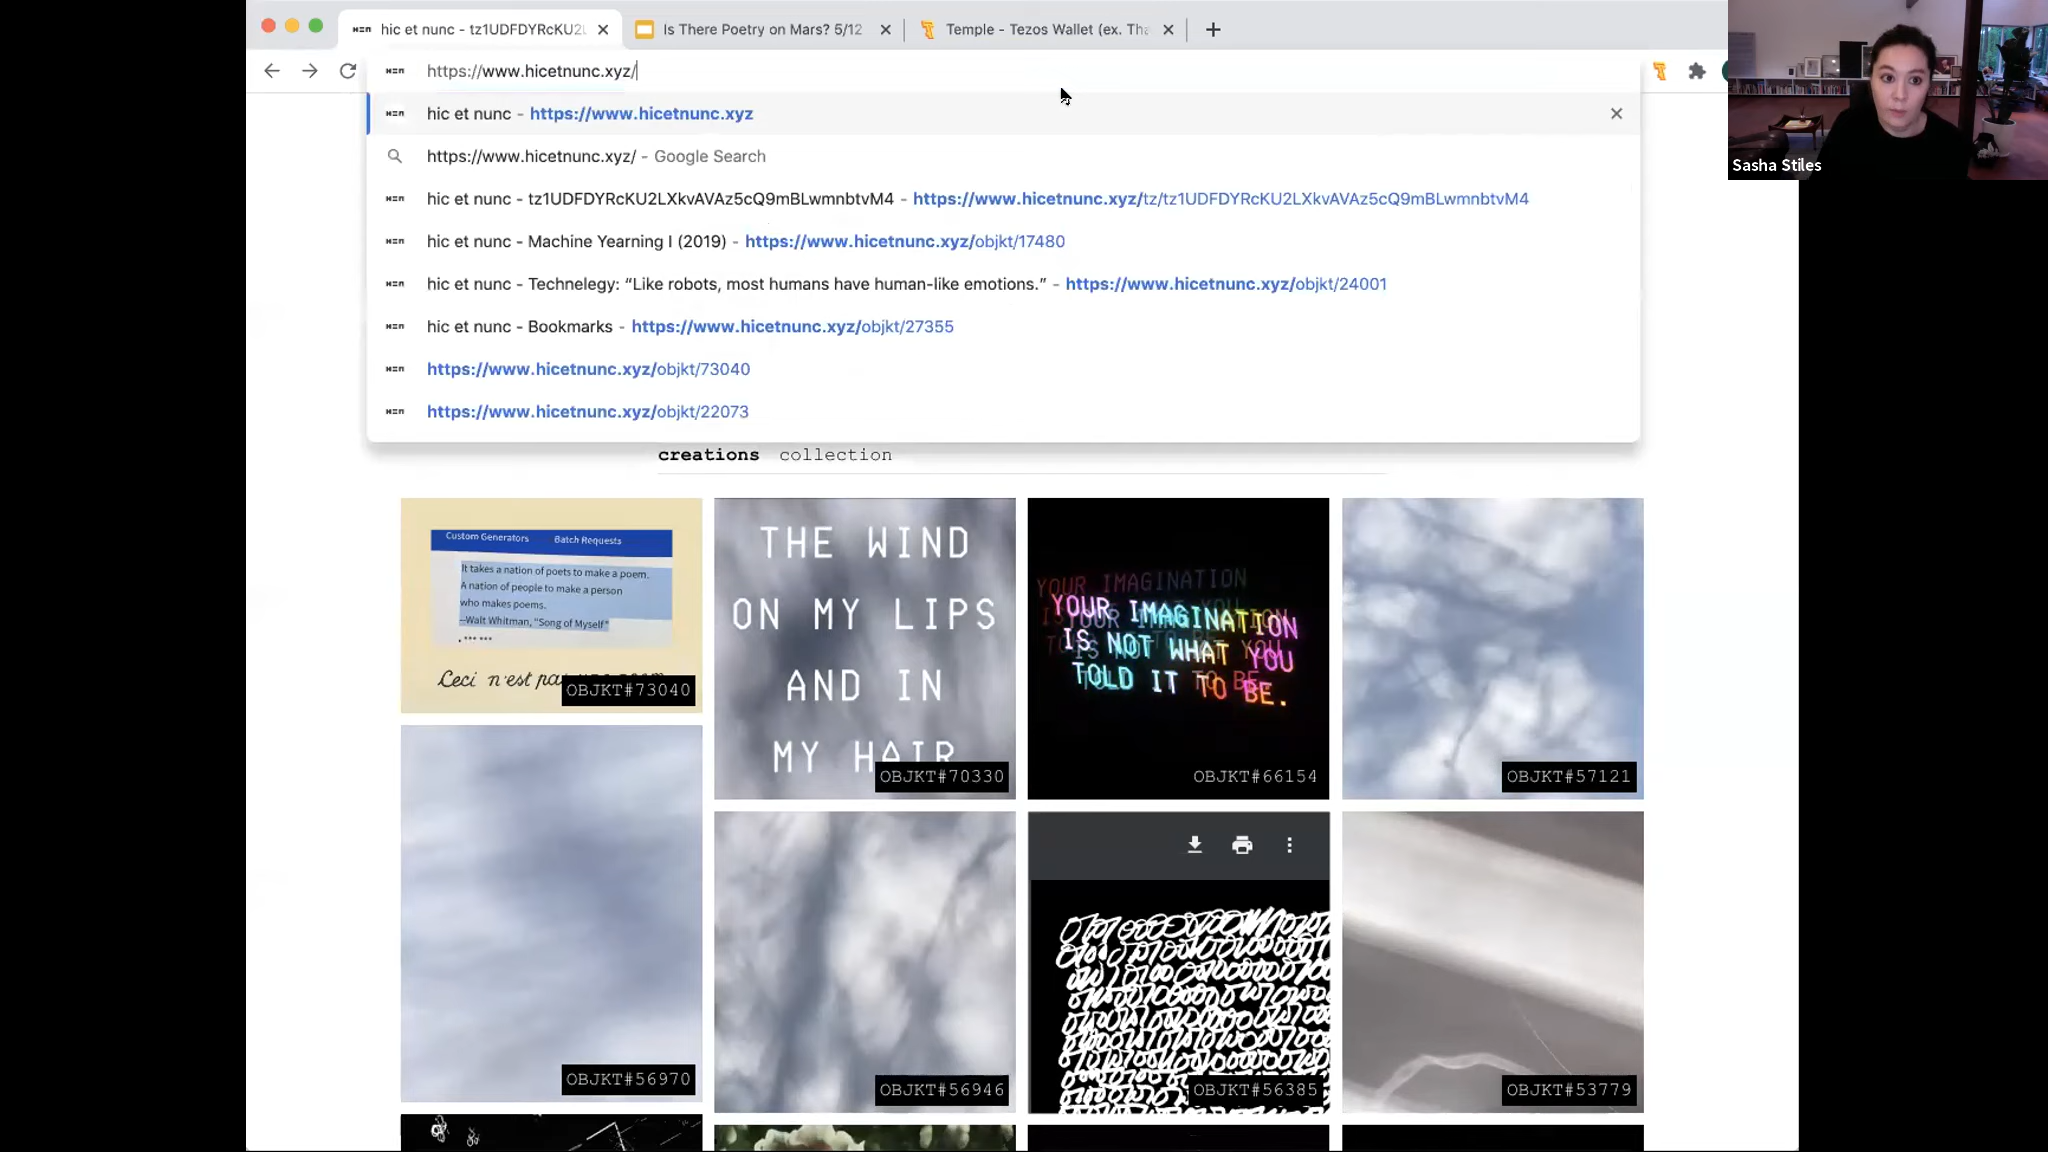 hic et nunc - tz1UDFDYRcKU2L
Is There Poetry on Mars? 5/12
Temple - Tezos Wallet (ex. Tha
https://www.hicetnunc.xyz/
Sasha Stiles
hic et nunc - https://www.hicetnunc.xyz
https://www.hicetnunc.xyz/ - Google Search
hic et nunc - tz1UDFDYRcKU2LXkvAVAz5cQ9mBLwmnbtvM4 - https://www.hicetnunc.xyz/tz/tz1UDFDYRcKU2LXkvAVAz5cQ9mBLwmnbtvM4
hic et nunc - Machine Yearning I (2019) - https://www.hicetnunc.xyz/objkt/17480
hic et nunc - Technelegy: “Like robots, most humans have human-like emotions.” - https://www.hicetnunc.xyz/objkt/24001
hic et nunc - Bookmarks - https://www.hicetnunc.xyz/objkt/27355
https://www.hicetnunc.xyz/objkt/73040
https://www.hicetnunc.xyz/objkt/22073
creations collection
Custom Generators Batch Requests
It takes a nation of poets to make a poem.
A nation of people to make a person
who makes poems.
—Walt Whitman, "Song of Myself"
Ceci n'est pas
OBJKT#73040
THE WIND
ON MY LIPS
AND IN
MY HAIR
OBJKT#70330
YOUR IMAGINATION
YOUR IMAGINATION
IS NOT WHAT YOU
TOLD IT TO BE.
OBJKT#66154
OBJKT#57121
OBJKT#56970
OBJKT#56946
OBJKT#56385
OBJKT#53779